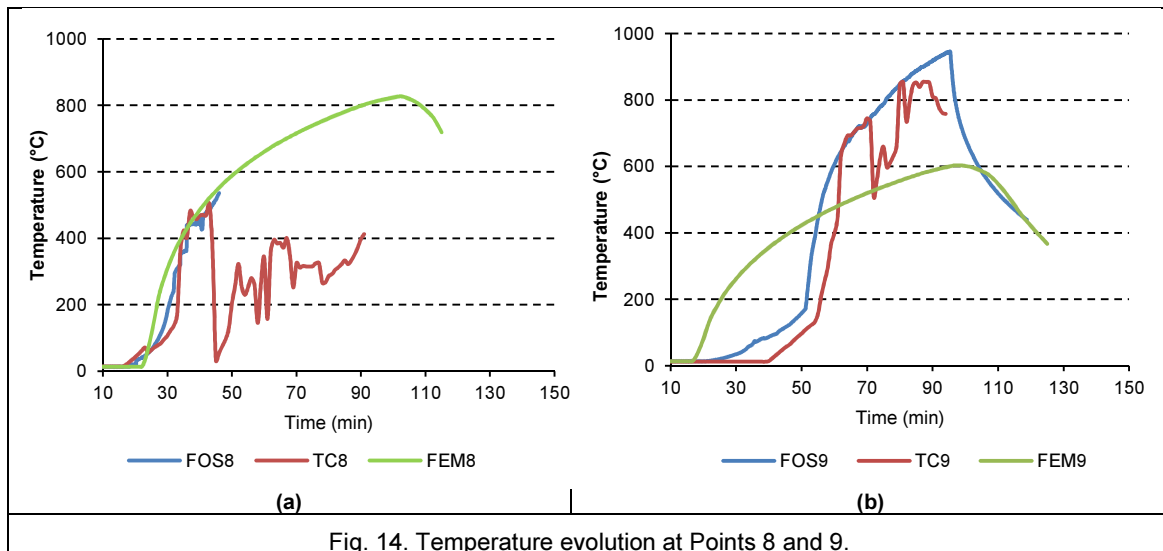 1000
800
600
400
200
0
Temperature (°C)
10 30 50 70 90 110 130 150
Time (min)
FOS8 TC8 FEM8
(a)
1000
800
600
400
200
0
Temperature (°C)
10 30 50 70 90 110 130 150
Time (min)
FOS9 TC9 FEM9
(b)
Fig. 14. Temperature evolution at Points 8 and 9.